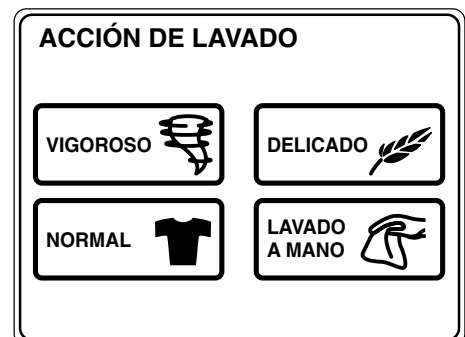 ACCIÓN DE LAVADO
VIGOROSO
DELICADO
NORMAL
LAVADO
A MANO